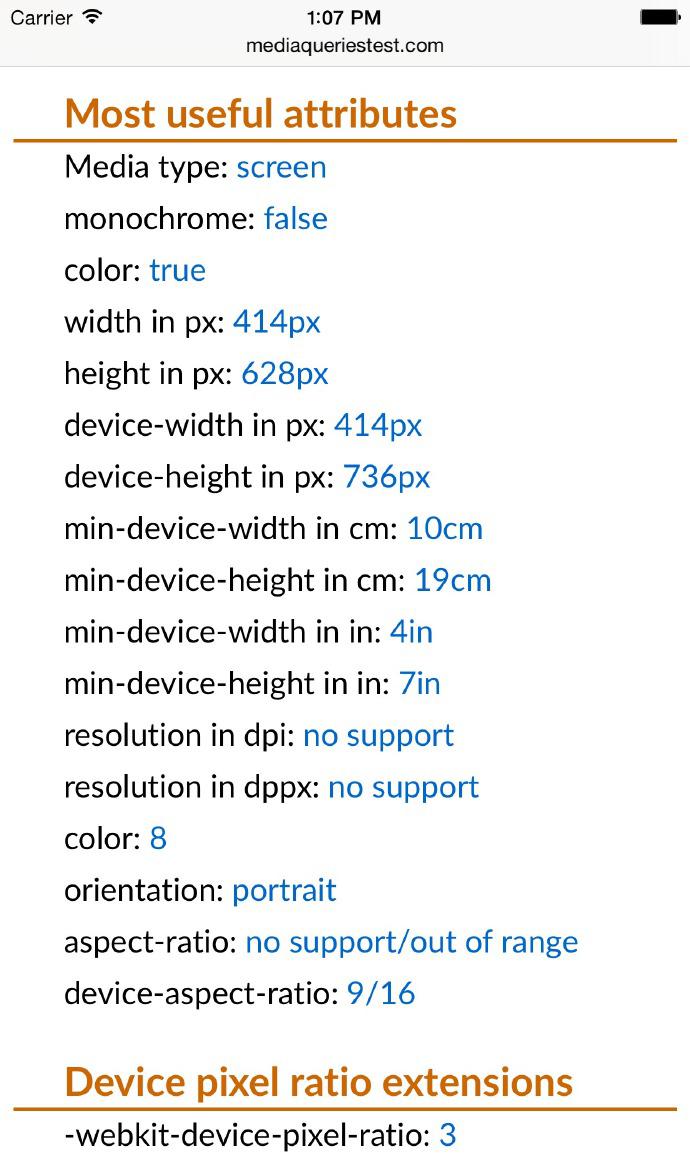 Carrier 1:07 PM
mediaqueriestest.com
Most useful attributes
Media type: screen
monochrome: false
color: true
width in px: 414px
height in px: 628px
device-width in px: 414px
device-height in px: 736px
min-device-width in cm: 10cm
min-device-height in cm: 19cm
min-device-width in in: 4in
min-device-height in in: 7in
resolution in dpi: no support
resolution in dppx: no support
color: 8
orientation: portrait
aspect-ratio: no support/out of range
device-aspect-ratio: 9/16
Device pixel ratio extensions
-webkit-device-pixel-ratio: 3